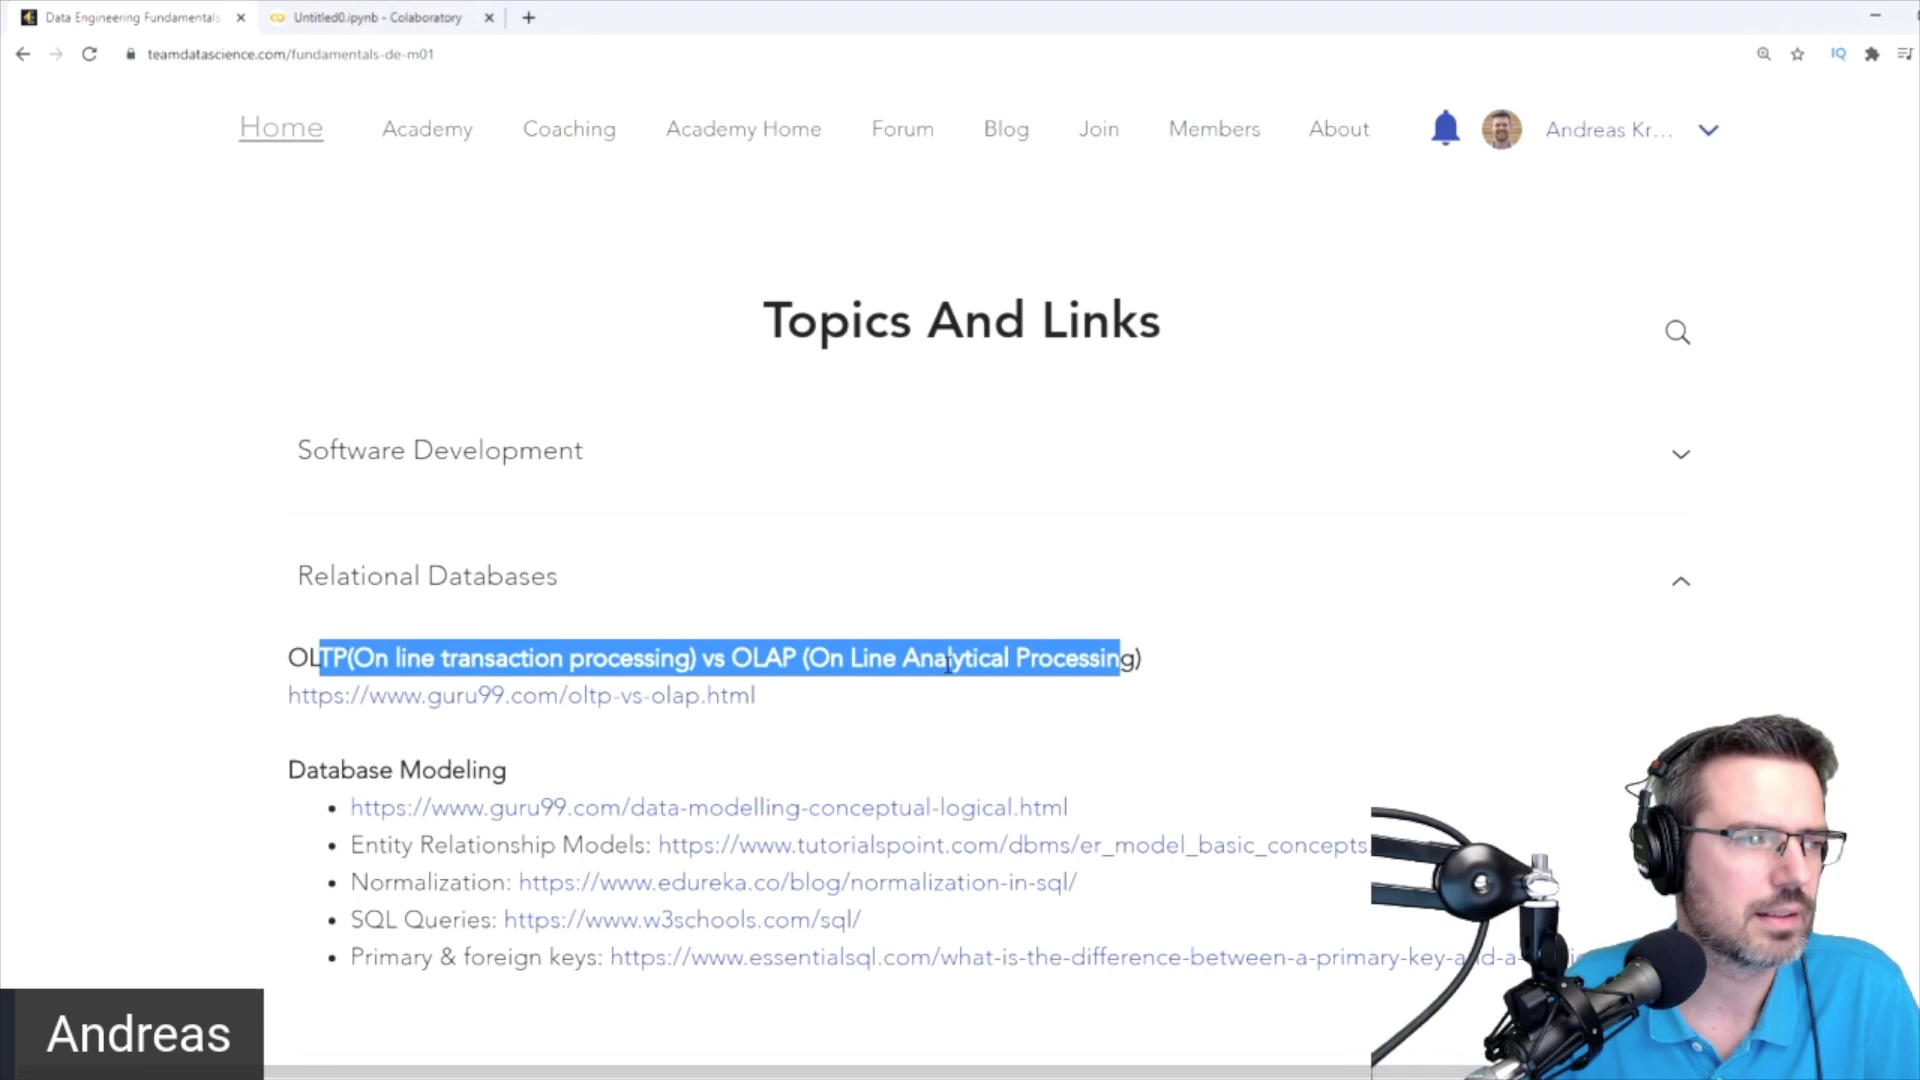 Data Engineering Fundamentals
Untitled0.ipynb - Colaboratory
teamdatascience.com/fundamentals-de-m01
IQ
Home
Academy
Coaching
Academy Home
Forum
Blog
Join
Members
About
Andreas Kr...
Topics And Links
Software Development
Relational Databases
OLTP(On line transaction processing) vs OLAP (On Line Analytical Processing)
https://www.guru99.com/oltp-vs-olap.html
Database Modeling
• https://www.guru99.com/data-modelling-conceptual-logical.html
• Entity Relationship Models: https://www.tutorialspoint.com/dbms/er_model_basic_concepts.
• Normalization: https://www.edureka.co/blog/normalization-in-sql/
• SQL Queries: https://www.w3schools.com/sql/
• Primary & foreign keys: https://www.essentialsql.com/what-is-the-difference-between-a-primary-key-and-a-
Andreas